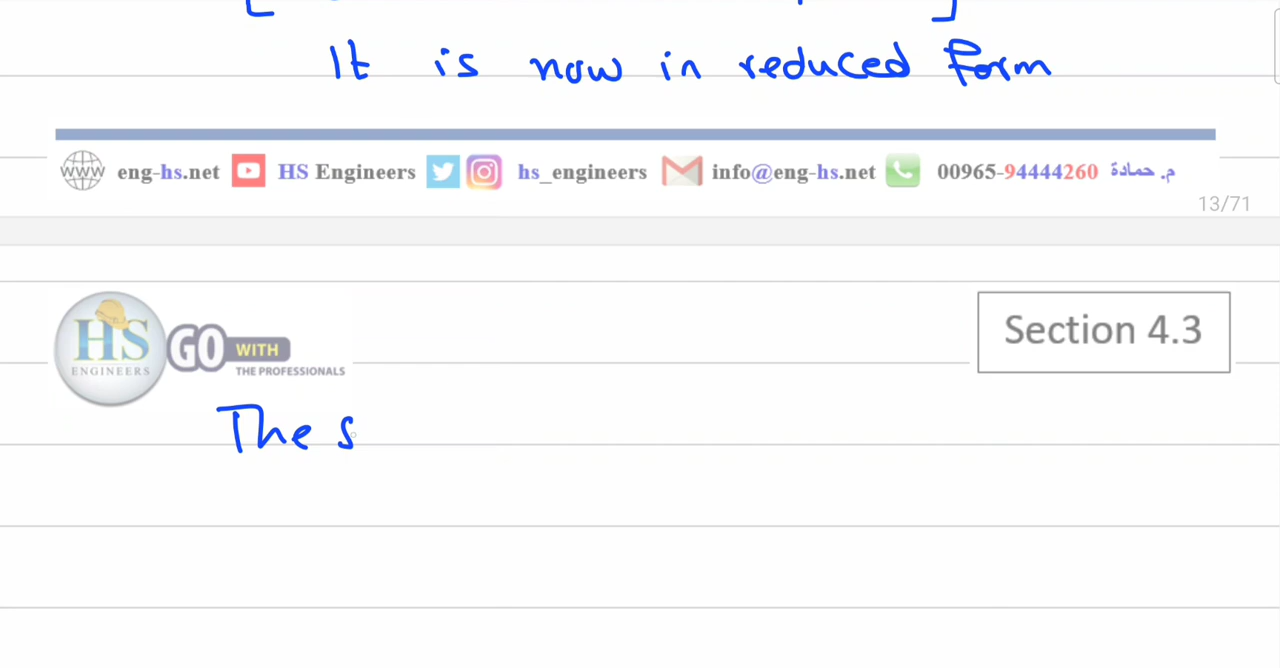 It is now in reduced form
www eng-hs.net HS Engineers hs_engineers info@eng-hs.net 00965-94444260 م. حمادة
13/71
HS
ENGINEERS
GO WITH
THE PROFESSIONALS
Section 4.3
The s